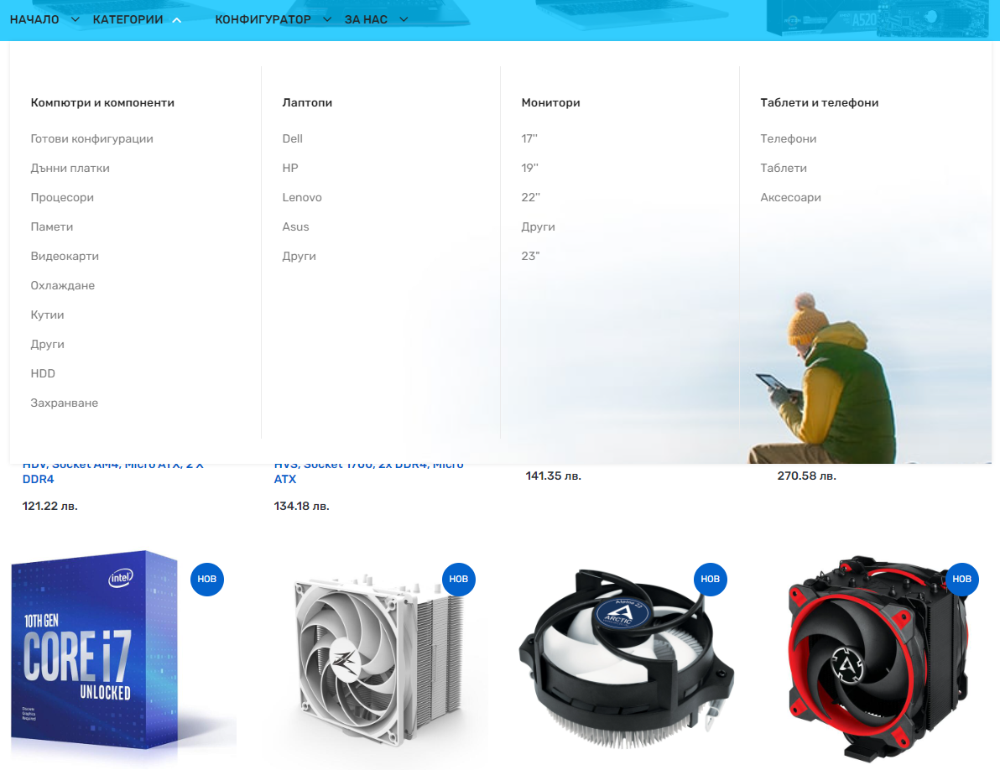 НАЧАЛО КАТЕГОРИИ КОНФИГУРАТОР ЗА НАС
A520
Компютри и компоненти
Готови конфигурации
Дънни платки
Процесори
Памети
Видеокарти
Охлаждане
Кутии
Други
HDD
Захранване
Лаптопи
Dell
HP
Lenovo
Asus
Други
Монитори
17''
19''
22''
Други
23"
Таблети и телефони
Телефони
Таблети
Аксесоари
HDV, Socket AM4, Micro ATX, 2 X
DDR4
121.22 лв.
HVS, Socket 1700, 2x DDR4, Micro
ATX
134.18 лв.
141.35 лв.
270.58 лв.
НОВ
intel
10TH GEN
CORE i7
UNLOCKED
Discrete
Graphics
Required
НОВ
НОВ
Alpine 23
ARCTIC
НОВ